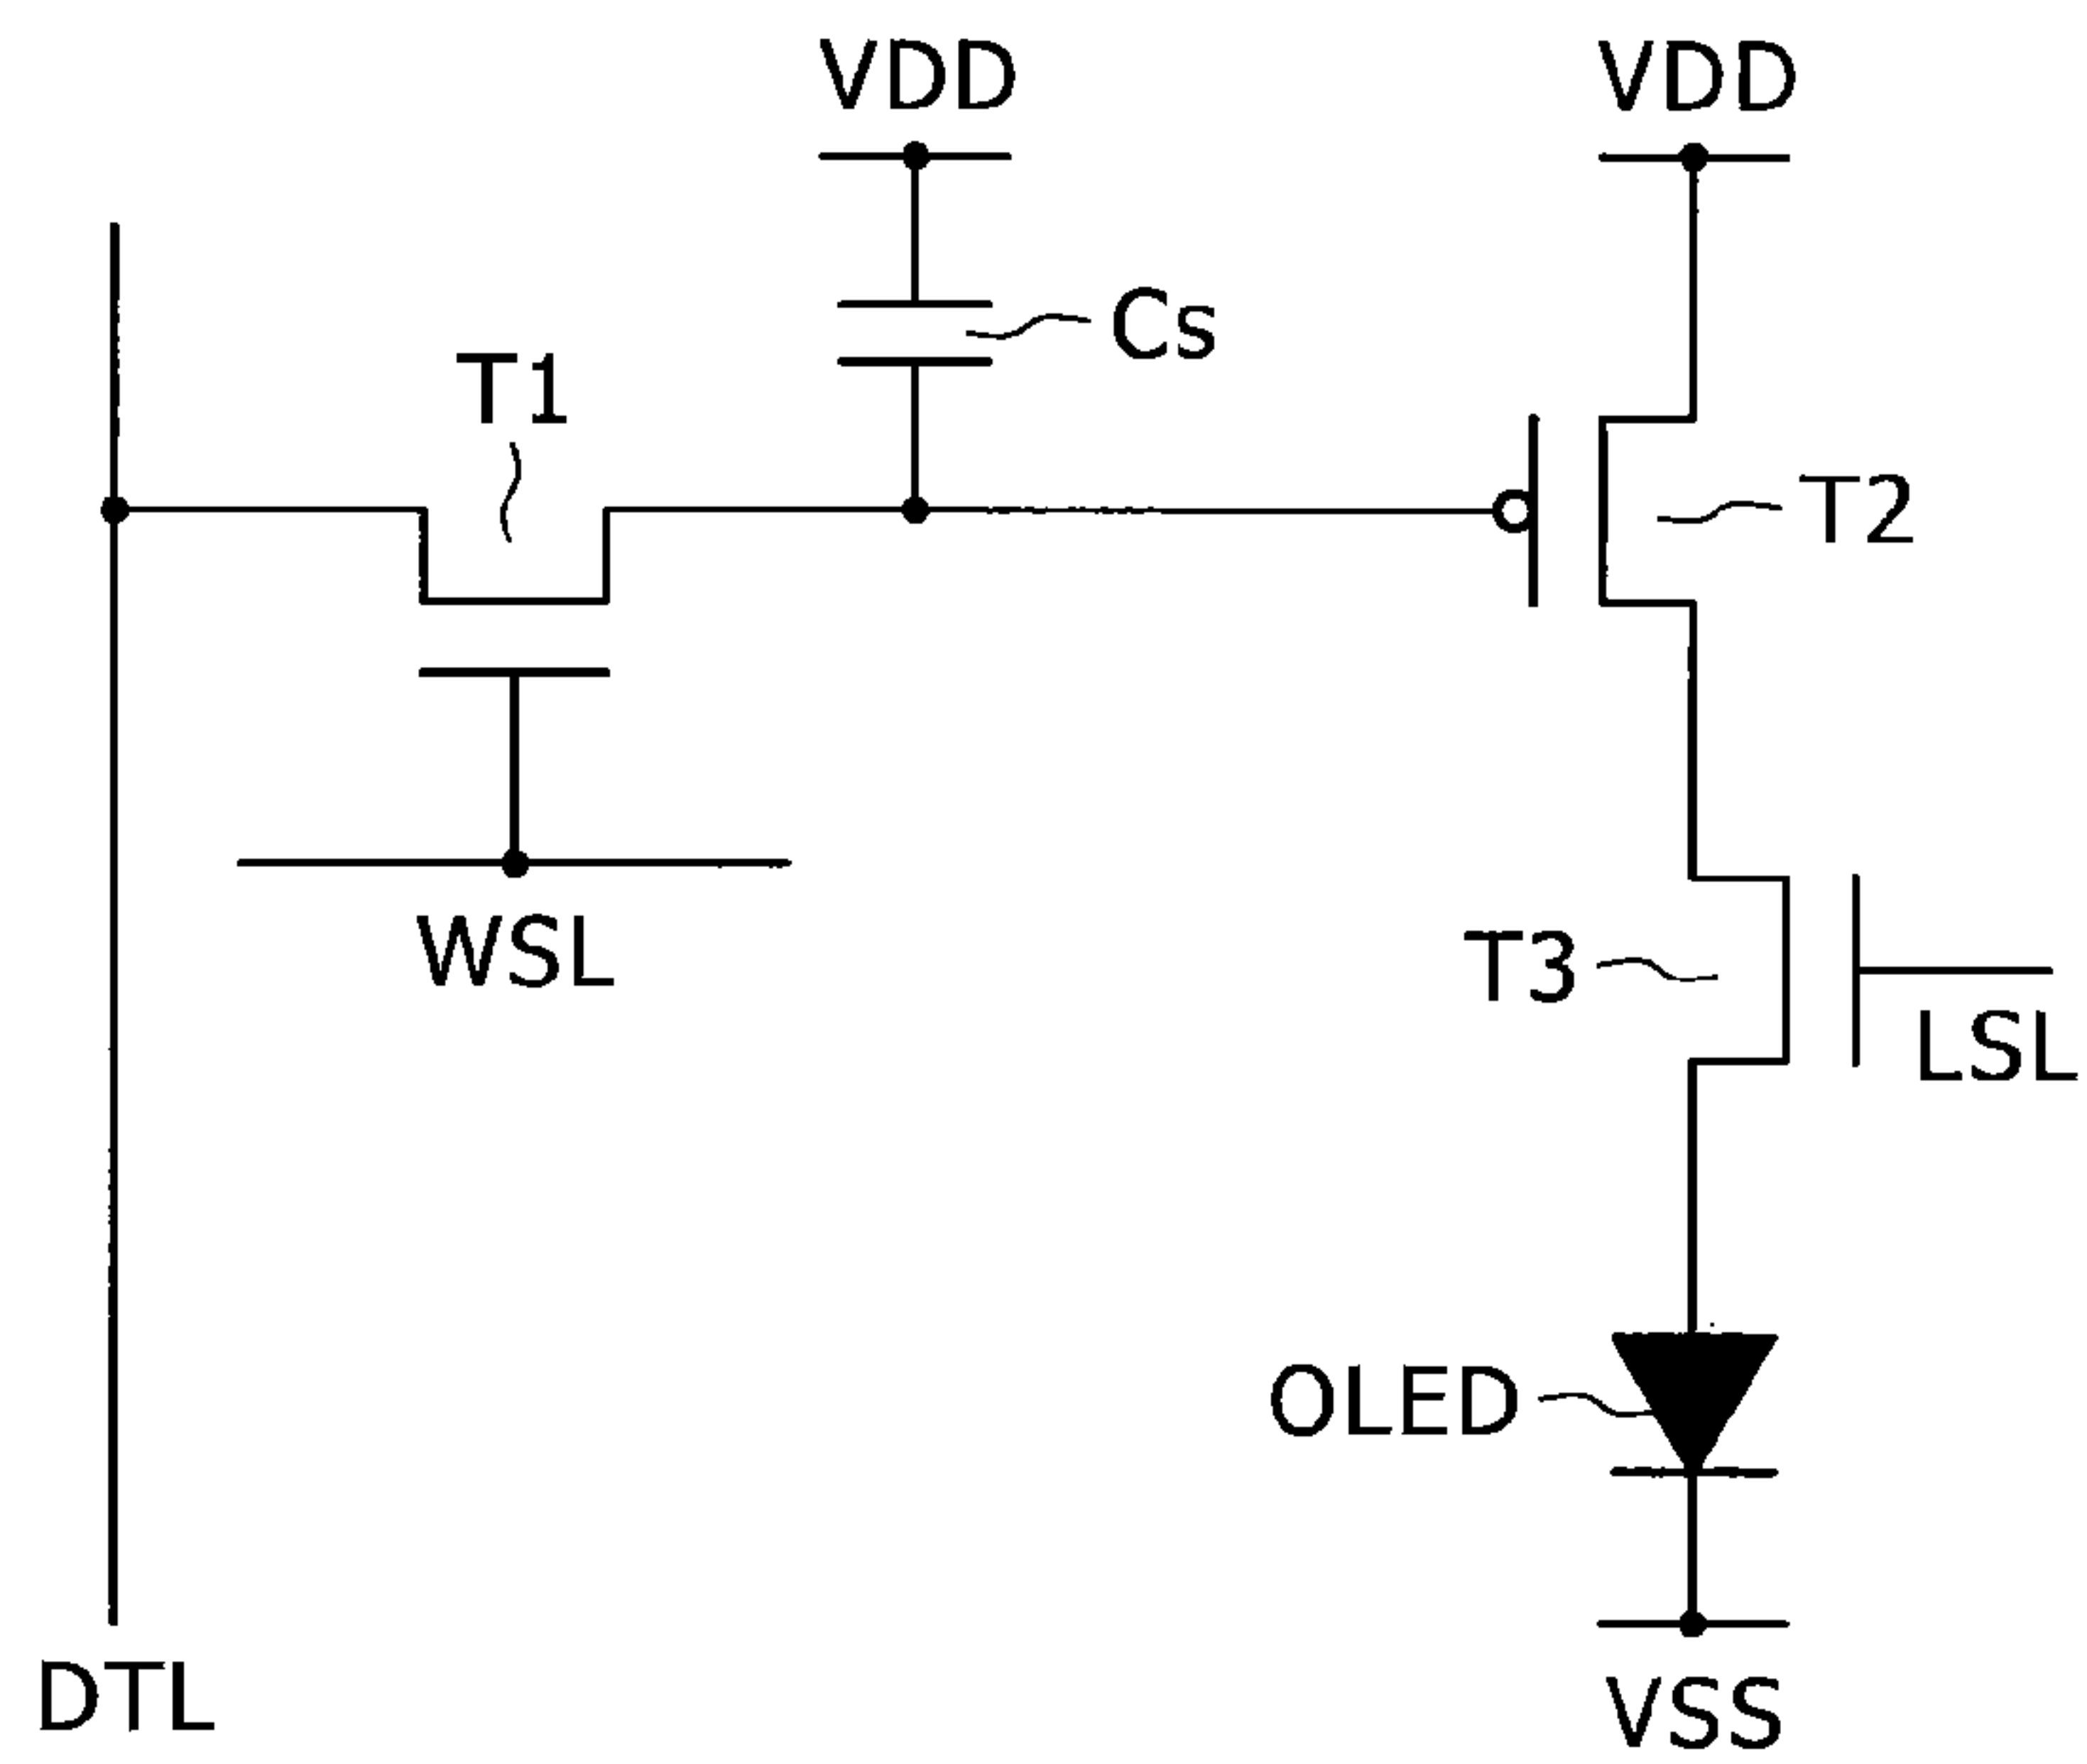 VDD
VDD
Cs
T1
T2
WSL
T3
LSL
OLED
DTL
VSS